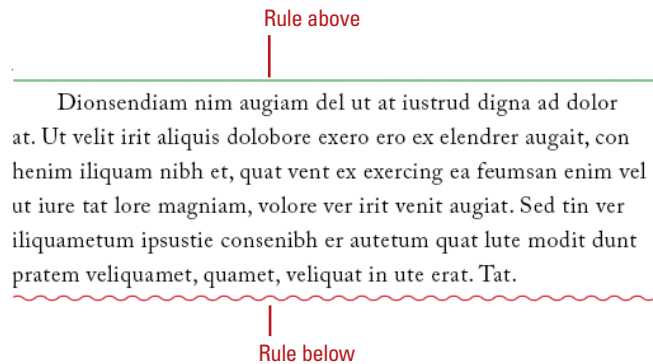 Rule above
Dionsendiam nim augiam del ut at iustrud digna ad dolor
at. Ut velit irit aliquis dolobore exero ero ex elendrer augait, con
henim iliquam nibh et, quat vent ex exercing ea feumsan enim vel
ut iure tat lore magniam, volore ver irit venit augiat. Sed tin ver
iliquametum ipsustie consenibh er autetum quat lute modit dunt
pratem veliquamet, quamet, veliquat in ute erat. Tat.
Rule below